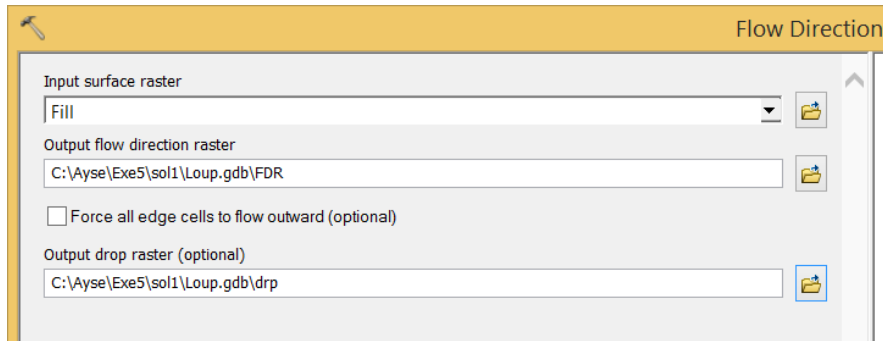 Flow Direction
Input surface raster
Fill
Output flow direction raster
C:\Ayse\Exe5\sol1\Loup.gdb\FDR
Force all edge cells to flow outward (optional)
Output drop raster (optional)
C:\Ayse\Exe5\sol1\Loup.gdb\drp